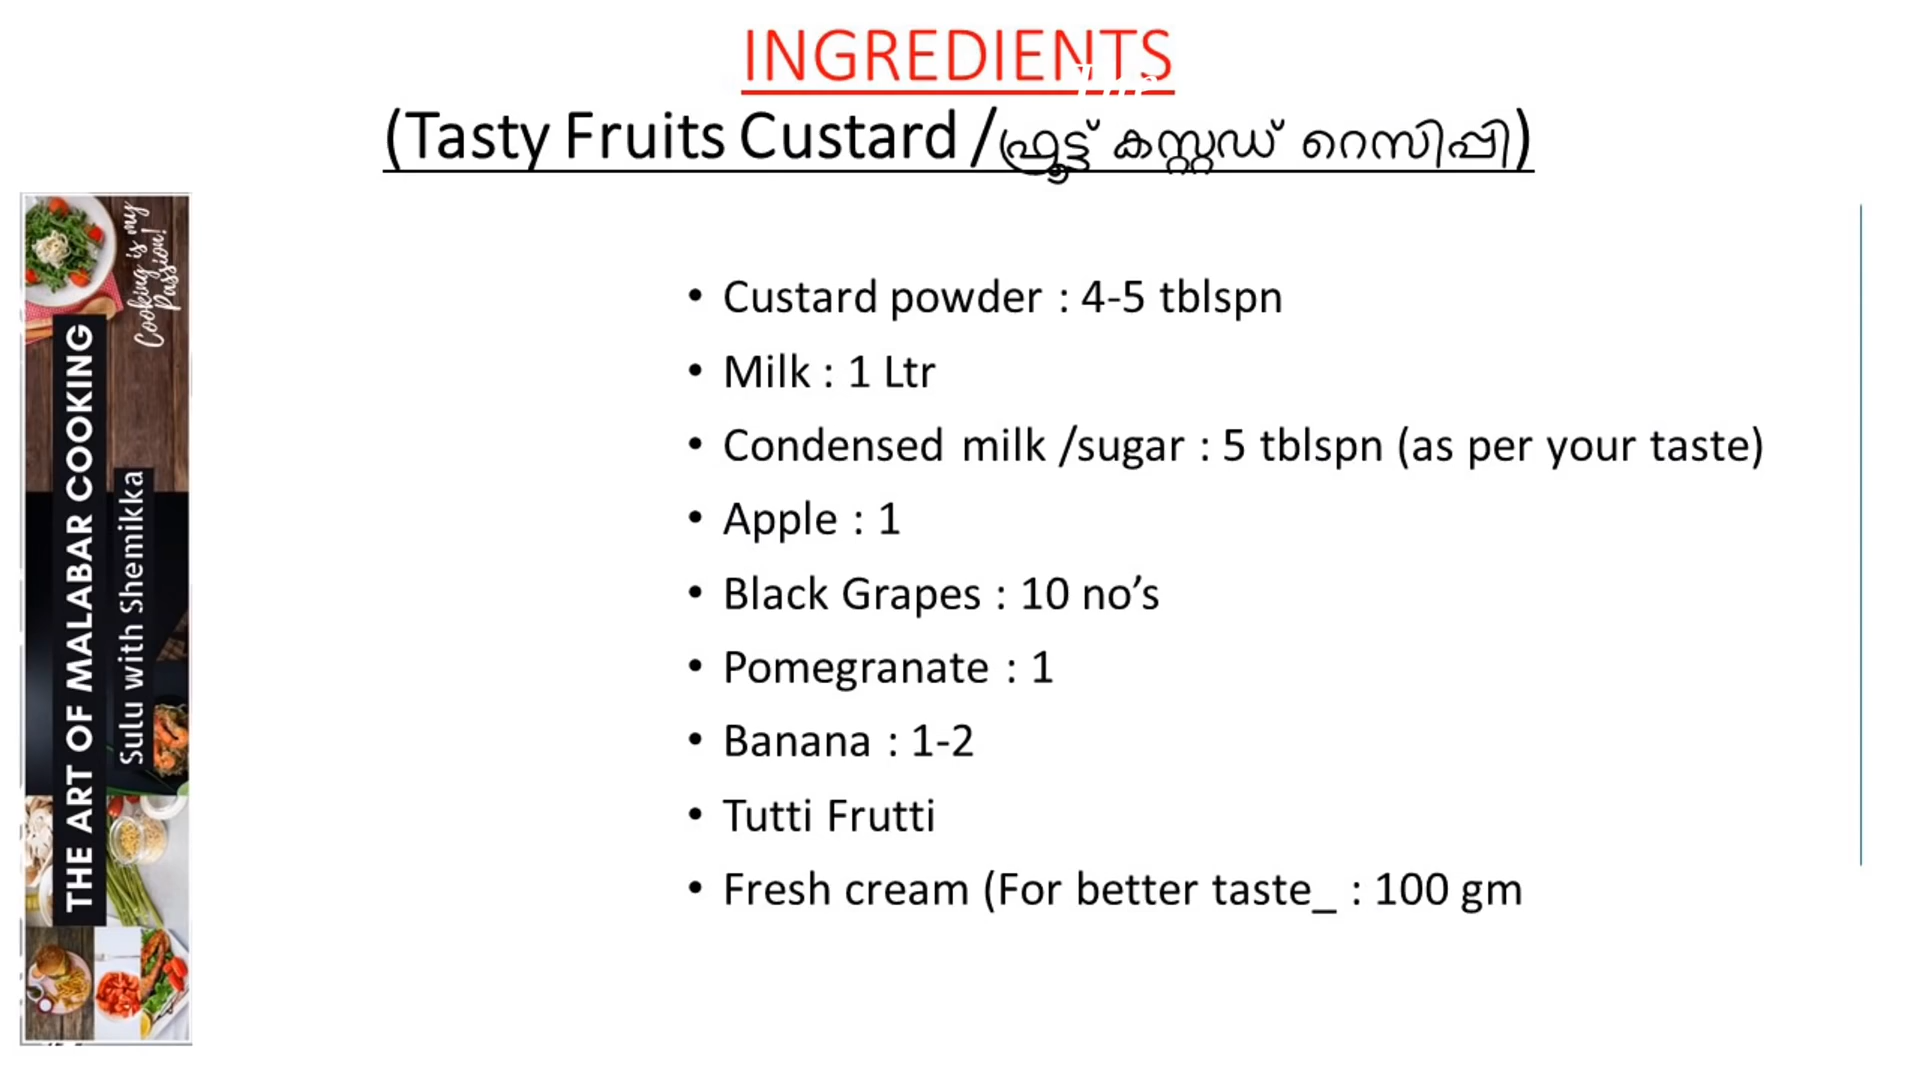 INGREDIENTS
(Tasty Fruits Custard /ഫ്രൂട്ട് കസ്റ്റഡ് റെസിപ്പി)
Cooking is my
Passion!
THE ART OF MALABAR COOKING
Sulu with Shemikka
• Custard powder : 4-5 tblspn
• Milk : 1 Ltr
• Condensed milk /sugar : 5 tblspn (as per your taste)
• Apple : 1
• Black Grapes : 10 no’s
• Pomegranate : 1
• Banana : 1-2
• Tutti Frutti
• Fresh cream (For better taste_ : 100 gm